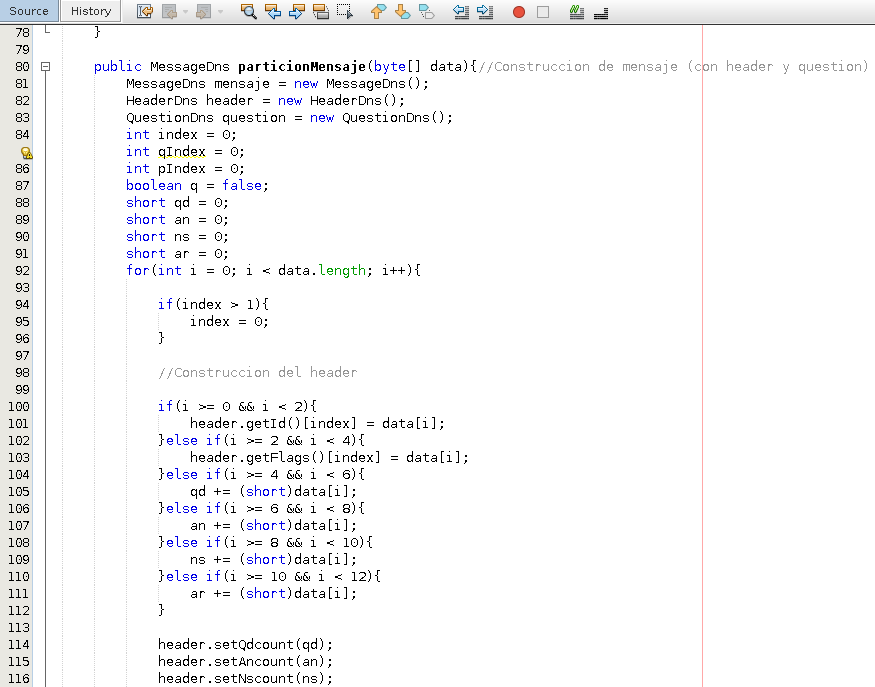 Source History
78 }
79
80 public MessageDns particionMensaje(byte[] data){//Construccion de mensaje (con header y question)
81 MessageDns mensaje = new MessageDns();
82 HeaderDns header = new HeaderDns();
83 QuestionDns question = new QuestionDns();
84 int index = 0;
int qIndex = 0;
86 int pIndex = 0;
87 boolean q = false;
88 short qd = 0;
89 short an = 0;
90 short ns = 0;
91 short ar = 0;
92 for(int i = 0; i < data.length; i++){
93
94 if(index > 1){
95 index = 0;
96 }
97
98 //Construccion del header
99
100 if(i >= 0 && i < 2){
101 header.getId()[index] = data[i];
102 }else if(i >= 2 && i < 4){
103 header.getFlags()[index] = data[i];
104 }else if(i >= 4 && i < 6){
105 qd += (short)data[i];
106 }else if(i >= 6 && i < 8){
107 an += (short)data[i];
108 }else if(i >= 8 && i < 10){
109 ns += (short)data[i];
110 }else if(i >= 10 && i < 12){
111 ar += (short)data[i];
112 }
113
114 header.setQdcount(qd);
115 header.setAncount(an);
116 header.setNscount(ns);